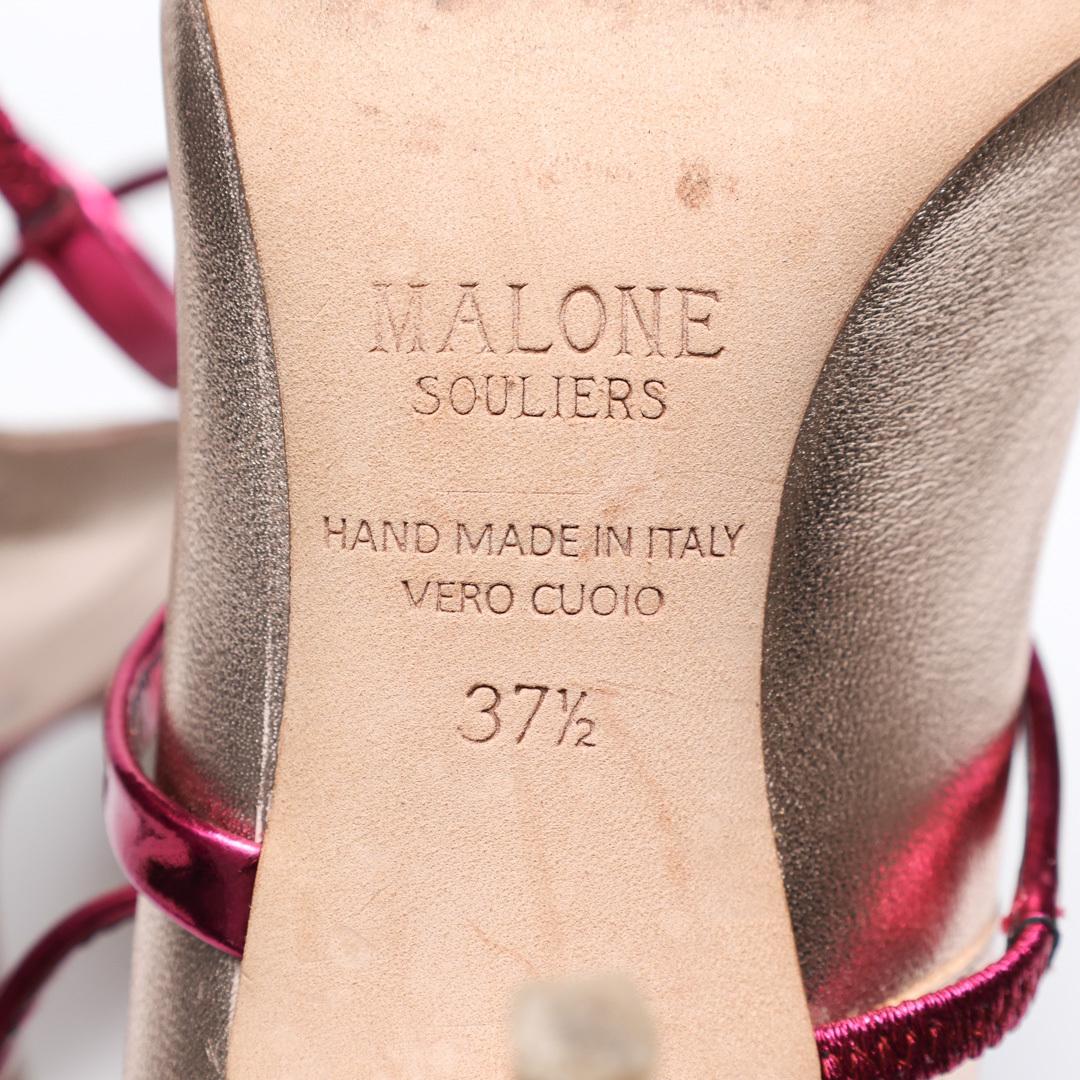 MALONE
SOULIERS
HAND MADE IN ITALY
VERO CUOIO
37½